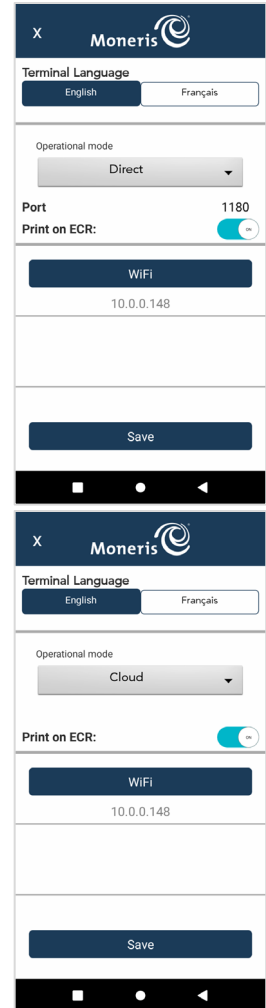 X Moneris
Terminal Language
English Français
Operational mode
Direct
Port 1180
Print on ECR: ON
WiFi
10.0.0.148
Save
X Moneris
Terminal Language
English Français
Operational mode
Cloud
Print on ECR: ON
WiFi
10.0.0.148
Save